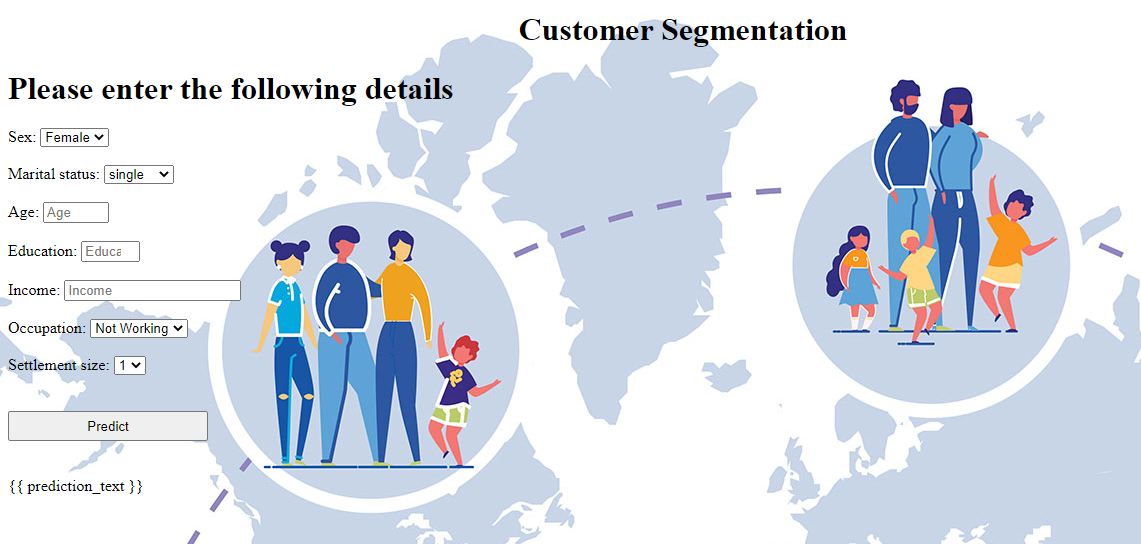 Customer Segmentation
Please enter the following details
Sex: Female
Marital status: single
Age: Age
Education: Educa
Income: Income
Occupation: Not Working
Settlement size: 1
Predict
{{ prediction_text }}